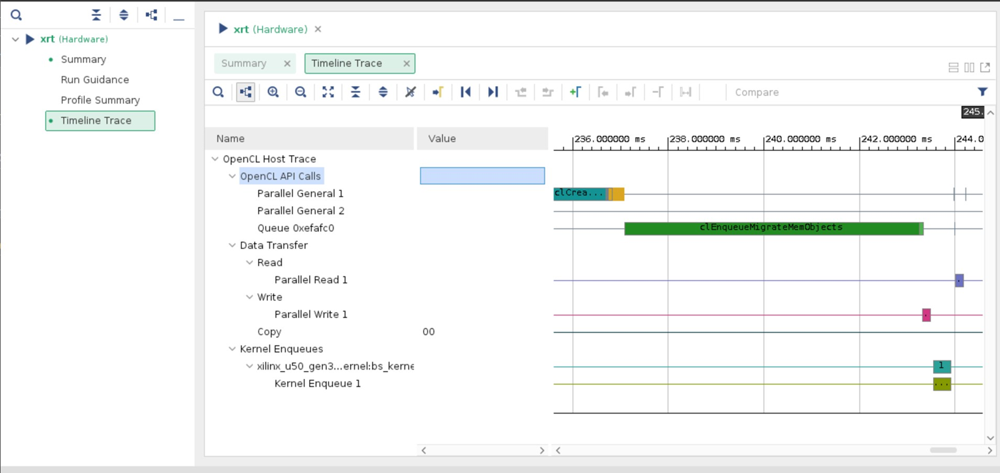 xrt (Hardware)
Summary
Run Guidance
Profile Summary
Timeline Trace
xrt (Hardware)
Summary
Timeline Trace
Compare
245.
Name
Value
236.000000 ms
238.000000 ms
240.000000 ms
242.000000 ms
244.0
OpenCL Host Trace
OpenCL API Calls
Parallel General 1
clCrea...
Parallel General 2
Queue 0xefafc0
clEnqueueMigrateMemObjects
Data Transfer
Read
Parallel Read 1
Write
Parallel Write 1
Copy
00
Kernel Enqueues
xilinx_u50_gen3...ernel:bs_kerne
1
Kernel Enqueue 1
...